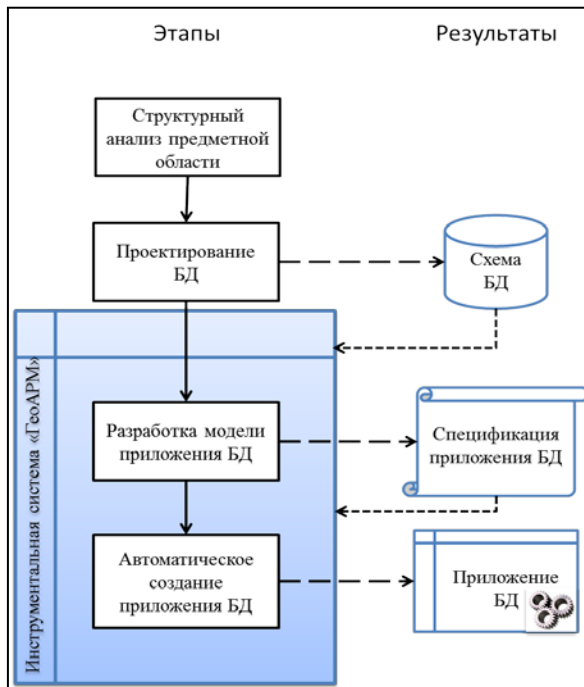 Этапы
Результаты
Структурный
анализ предметной
области
Проектирование
БД
Схема
БД
Инструментальная система «ГеоАРМ»
Разработка модели
приложения БД
Спецификация
приложения БД
Автоматическое
создание
приложения БД
Приложение
БД